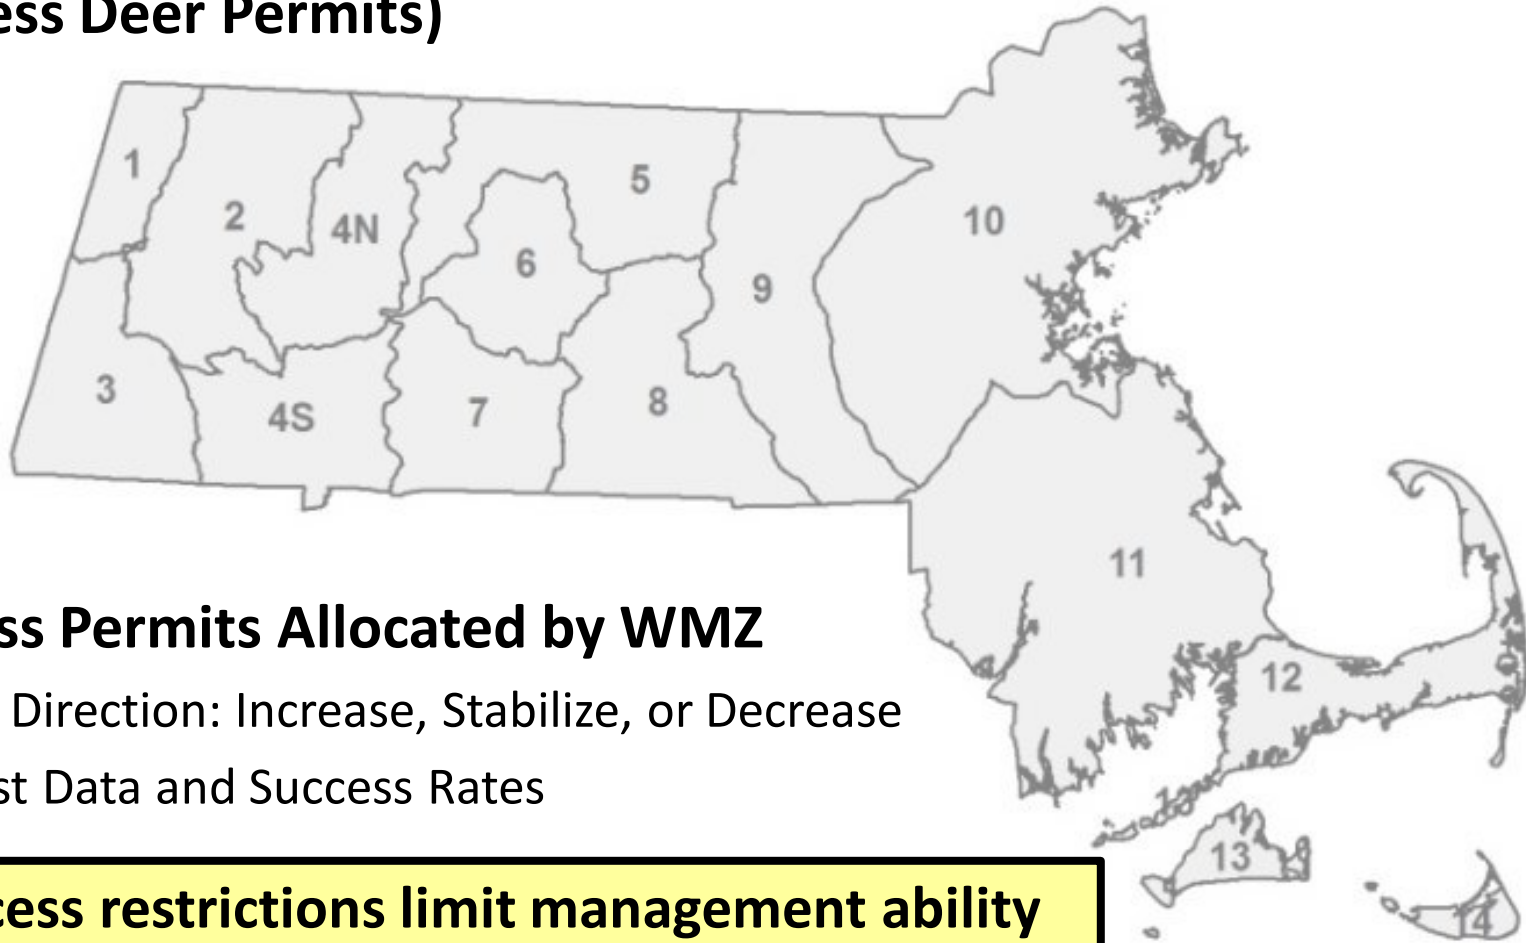 ess Deer Permits)
1
2
4N
5
6
9
10
3
4S
7
8
11
ss Permits Allocated by WMZ
Direction: Increase, Stabilize, or Decrease
12
st Data and Success Rates
13
cess restrictions limit management ability